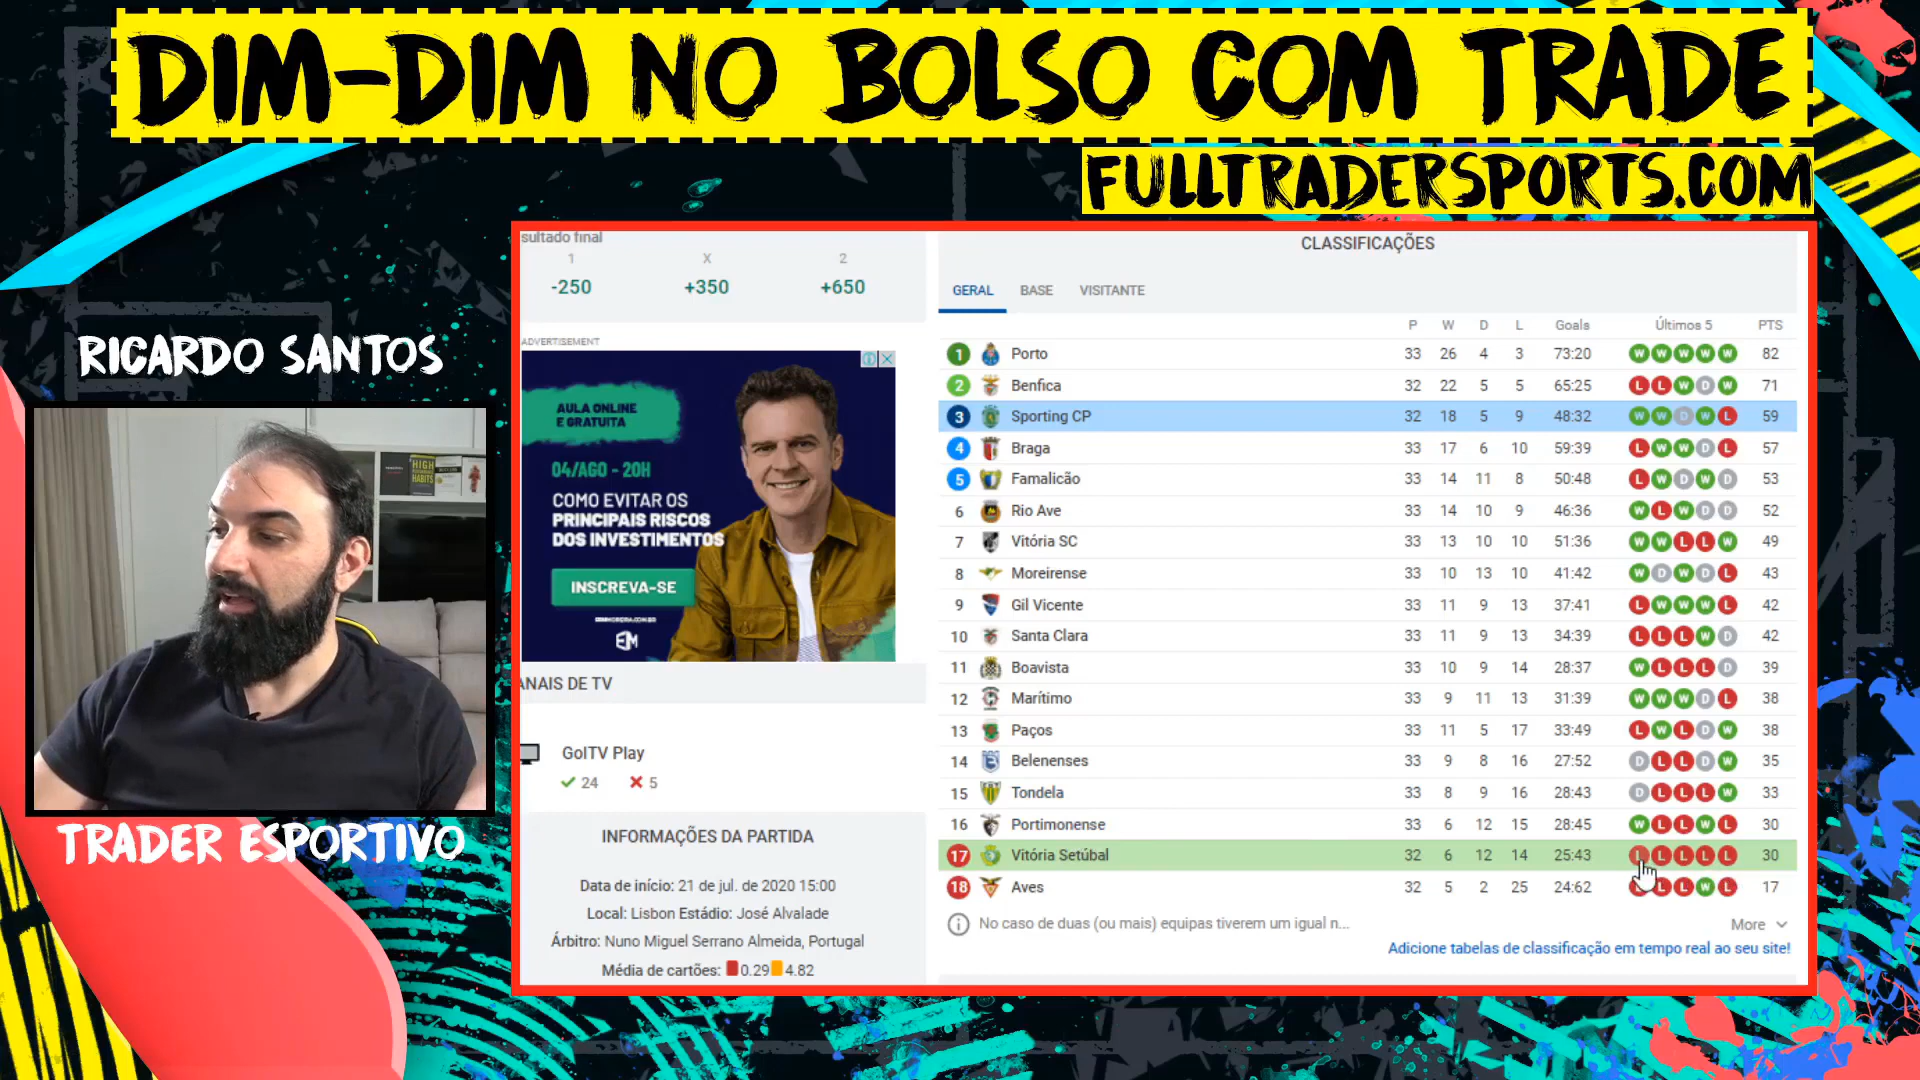 DIM-DIM NO BOLSO COM TRADE
FULLTRADERSPORTS.COM
RICARDO SANTOS
HIGH
HABITS
TRADER ESPORTIVO
sultado final
1 X 2
-250 +350 +650
ADVERTISEMENT
AULA ONLINE
E GRATUITA
04/AGO - 20H
COMO EVITAR OS
PRINCIPAIS RISCOS
DOS INVESTIMENTOS
INSCREVA-SE
EM
ANAIS DE TV
GolTV Play
24 5
INFORMAÇÕES DA PARTIDA
Data de início: 21 de jul. de 2020 15:00
Local: Lisbon Estádio: José Alvalade
Árbitro: Nuno Miguel Serrano Almeida, Portugal
Média de cartões: 0.29 4.82
CLASSIFICAÇÕES
GERAL BASE VISITANTE
P W D L Goals Últimos 5 PTS
1 Porto 33 26 4 3 73:20 W W W W W 82
2 Benfica 32 22 5 5 65:25 L L W D W 71
3 Sporting CP 32 18 5 9 48:32 W W D W L 59
4 Braga 33 17 6 10 59:39 L W W D L 57
5 Famalicão 33 14 11 8 50:48 L W D W D 53
6 Rio Ave 33 14 10 9 46:36 W L W D D 52
7 Vitória SC 33 13 10 10 51:36 W W L L W 49
8 Moreirense 33 10 13 10 41:42 W D W D L 43
9 Gil Vicente 33 11 9 13 37:41 L W W W L 42
10 Santa Clara 33 11 9 13 34:39 L L L W D 42
11 Boavista 33 10 9 14 28:37 W L L L D 39
12 Marítimo 33 9 11 13 31:39 W W W D L 38
13 Paços 33 11 5 17 33:49 L W L D W 38
14 Belenenses 33 9 8 16 27:52 D L L D W 35
15 Tondela 33 8 9 16 28:43 D L L L W 33
16 Portimonense 33 6 12 15 28:45 W L L W L 30
17 Vitória Setúbal 32 6 12 14 25:43 L L L L L 30
18 Aves 32 5 2 25 24:62 L L L W L 17
No caso de duas (ou mais) equipas tiverem um igual n...
More
Adicione tabelas de classificação em tempo real ao seu site!